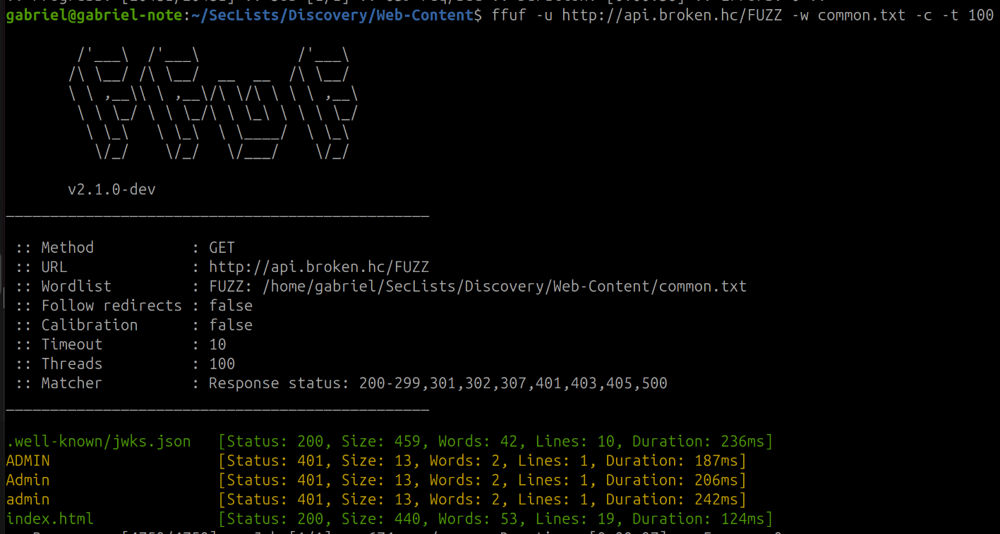 gabriel@gabriel-note:~/SecLists/Discovery/Web-Content$ ffuf -u http://api.broken.hc/FUZZ -w common.txt -c -t 100
        /'___\  /'___\           /'___\
       /\ \__/ /\ \__/  __  __  /\ \__/
       \ \ ,__\\ \ ,__\/\ \/\ \ \ \ ,__\
        \ \ \_/ \ \ \_/\ \ \_\ \ \ \ \_/
         \ \_\   \ \_\  \ \____/  \ \_\
          \/_/    \/_/   \/___/    \/_/
v2.1.0-dev
________________________________________________
:: Method : GET
:: URL : http://api.broken.hc/FUZZ
:: Wordlist : FUZZ: /home/gabriel/SecLists/Discovery/Web-Content/common.txt
:: Follow redirects : false
:: Calibration : false
:: Timeout : 10
:: Threads : 100
:: Matcher : Response status: 200-299,301,302,307,401,403,405,500
________________________________________________
.well-known/jwks.json [Status: 200, Size: 459, Words: 42, Lines: 10, Duration: 236ms]
ADMIN [Status: 401, Size: 13, Words: 2, Lines: 1, Duration: 187ms]
Admin [Status: 401, Size: 13, Words: 2, Lines: 1, Duration: 206ms]
admin [Status: 401, Size: 13, Words: 2, Lines: 1, Duration: 242ms]
index.html [Status: 200, Size: 440, Words: 53, Lines: 19, Duration: 124ms]